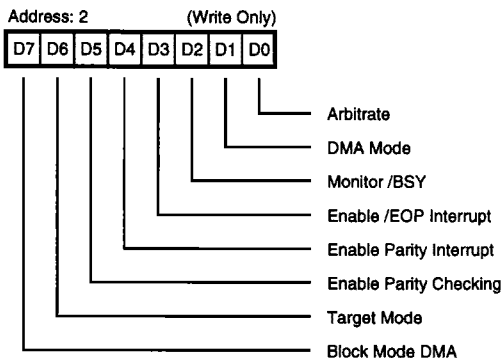 Address: 2 (Write Only)
D7 D6 D5 D4 D3 D2 D1 D0
Arbitrate
DMA Mode
Monitor /BSY
Enable /EOP Interrupt
Enable Parity Interrupt
Enable Parity Checking
Target Mode
Block Mode DMA